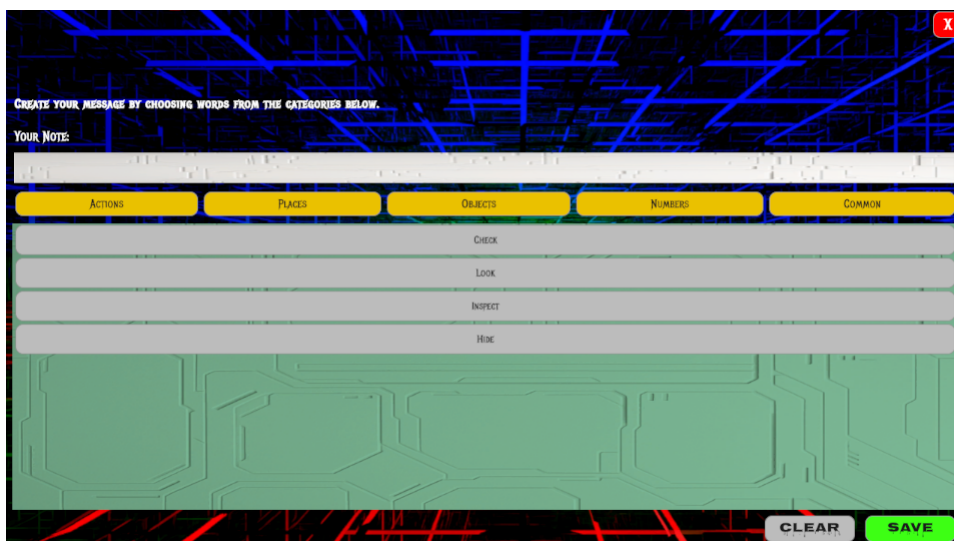 X
Create your message by choosing words from the categories below.
Your Note:
Actions Places Objects Numbers Common
Check
Look
Inspect
Hide
CLEAR SAVE